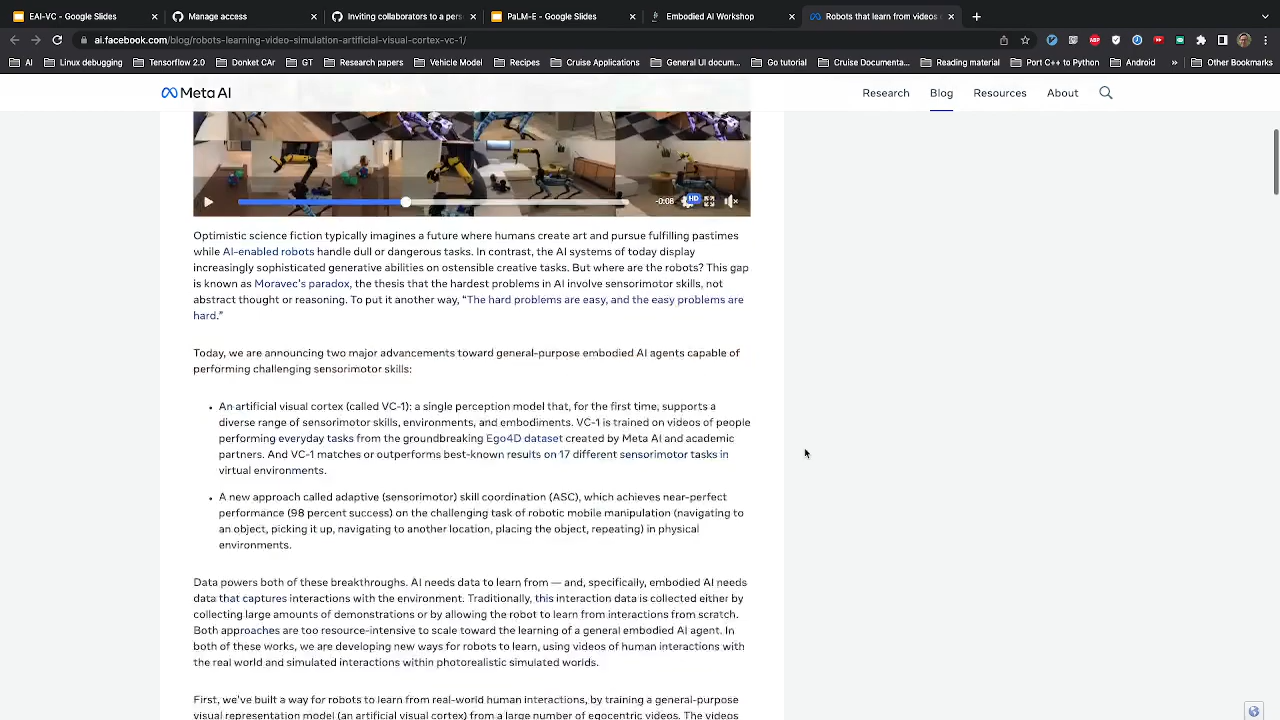 EAI-VC - Google Slides
Manage access
Inviting collaborators to a pers
PaLM-E - Google Slides
Embodied AI Workshop
Robots that learn from videos
ai.facebook.com/blog/robots-learning-video-simulation-artificial-visual-cortex-vc-1/
AI
Linux debugging
Tensorflow 2.0
Donket CAr
GT
Research papers
Vehicle Model
Recipes
Cruise Applications
General UI docum...
Go tutorial
Cruise Documenta...
Reading material
Port C++ to Python
Android
»
Other Bookmarks
Meta AI
Research
Blog
Resources
About
-0:08
HD
Optimistic science fiction typically imagines a future where humans create art and pursue fulfilling pastimes
while AI-enabled robots handle dull or dangerous tasks. In contrast, the AI systems of today display
increasingly sophisticated generative abilities on ostensible creative tasks. But where are the robots? This gap
is known as Moravec's paradox, the thesis that the hardest problems in AI involve sensorimotor skills, not
abstract thought or reasoning. To put it another way, “The hard problems are easy, and the easy problems are
hard.”
Today, we are announcing two major advancements toward general-purpose embodied AI agents capable of
performing challenging sensorimotor skills:
• An artificial visual cortex (called VC-1): a single perception model that, for the first time, supports a
diverse range of sensorimotor skills, environments, and embodiments. VC-1 is trained on videos of people
performing everyday tasks from the groundbreaking Ego4D dataset created by Meta AI and academic
partners. And VC-1 matches or outperforms best-known results on 17 different sensorimotor tasks in
virtual environments.
• A new approach called adaptive (sensorimotor) skill coordination (ASC), which achieves near-perfect
performance (98 percent success) on the challenging task of robotic mobile manipulation (navigating to
an object, picking it up, navigating to another location, placing the object, repeating) in physical
environments.
Data powers both of these breakthroughs. AI needs data to learn from — and, specifically, embodied AI needs
data that captures interactions with the environment. Traditionally, this interaction data is collected either by
collecting large amounts of demonstrations or by allowing the robot to learn from interactions from scratch.
Both approaches are too resource-intensive to scale toward the learning of a general embodied AI agent. In
both of these works, we are developing new ways for robots to learn, using videos of human interactions with
the real world and simulated interactions within photorealistic simulated worlds.
First, we've built a way for robots to learn from real-world human interactions, by training a general-purpose
visual representation model (an artificial visual cortex) from a large number of egocentric videos. The videos